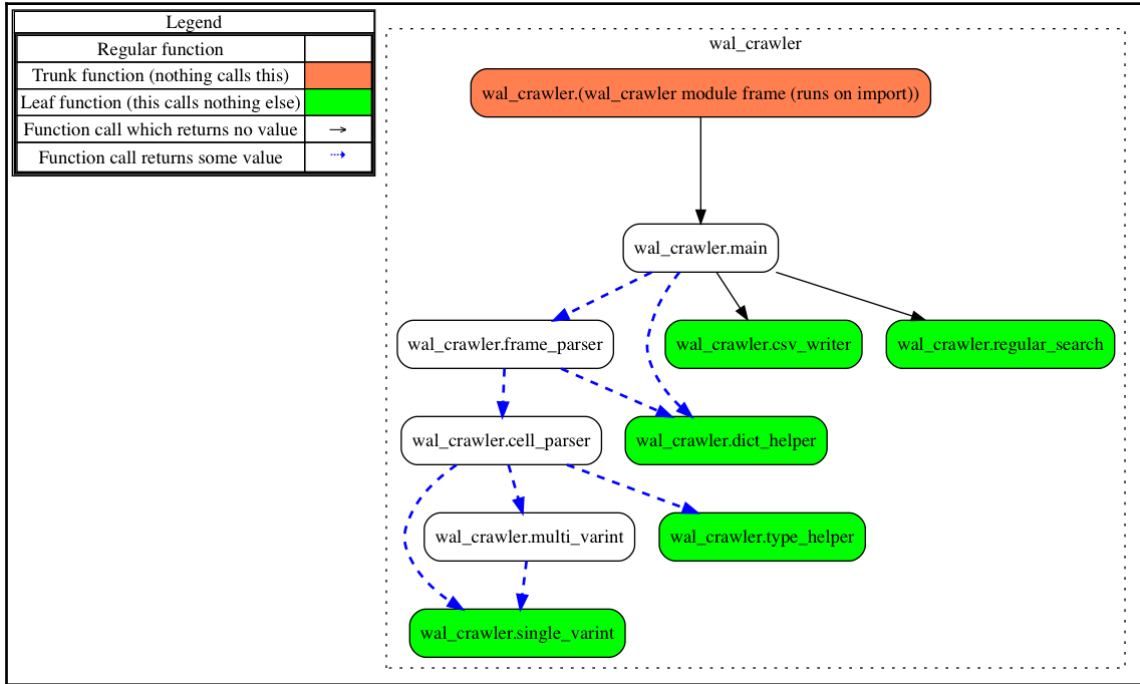 Legend
Regular function
Trunk function (nothing calls this)
Leaf function (this calls nothing else)
Function call which returns no value
Function call returns some value
wal_crawler
wal_crawler.(wal_crawler module frame (runs on import))
wal_crawler.main
wal_crawler.frame_parser
wal_crawler.csv_writer
wal_crawler.regular_search
wal_crawler.cell_parser
wal_crawler.dict_helper
wal_crawler.multi_varint
wal_crawler.type_helper
wal_crawler.single_varint